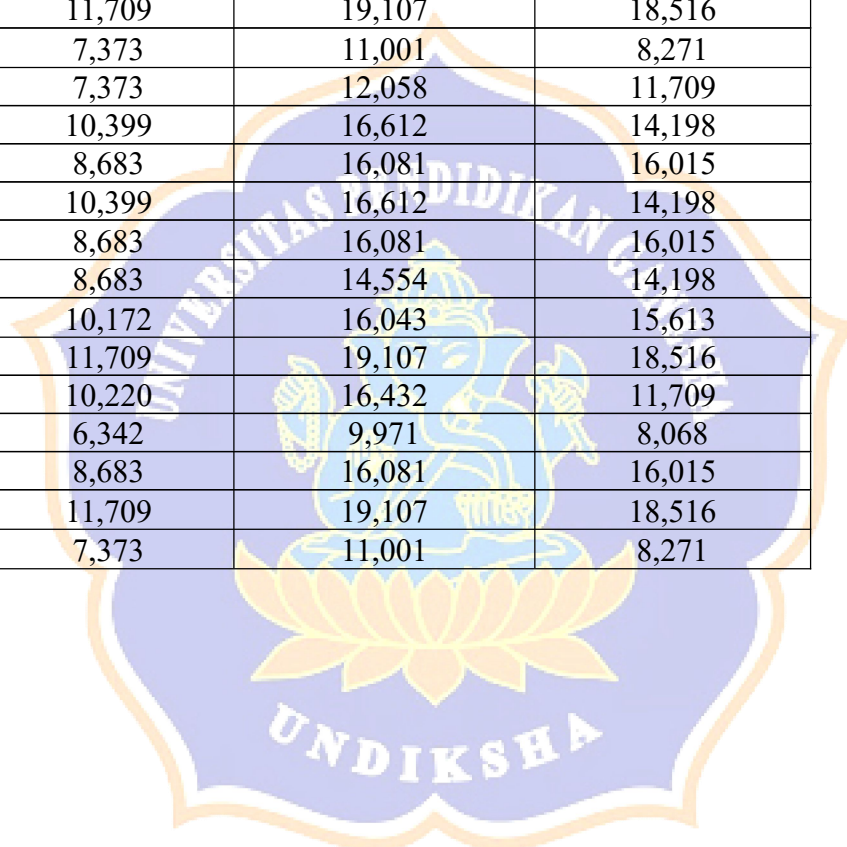 11,709 19,107 18,516
7,373 11,001 8,271
7,373 12,058 11,709
10,399 16,612 14,198
8,683 16,081 16,015
10,399 16,612 14,198
8,683 16,081 16,015
8,683 14,554 14,198
10,172 16,043 15,613
11,709 19,107 18,516
10,220 16,432 11,709
6,342 9,971 8,068
8,683 16,081 16,015
11,709 19,107 18,516
7,373 11,001 8,271
UNIVERSITAS PENDIDIKAN GANESHA
UNDIKSHA